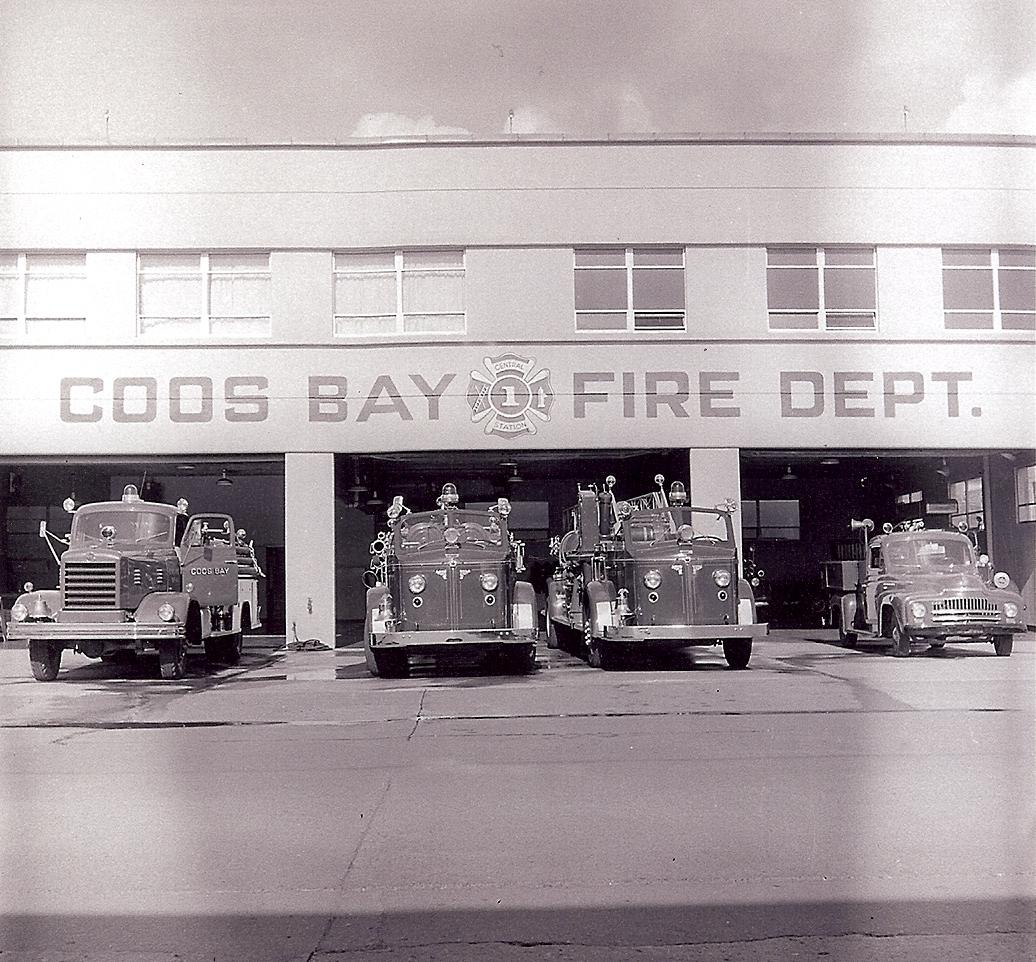 COOS BAY FIRE DEPT.
CENTRAL
1
STATION
COOS BAY